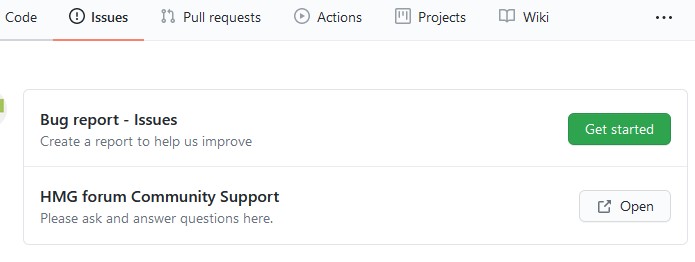 Code Issues Pull requests Actions Projects Wiki ...
Bug report - Issues
Create a report to help us improve
Get started
HMG forum Community Support
Please ask and answer questions here.
Open